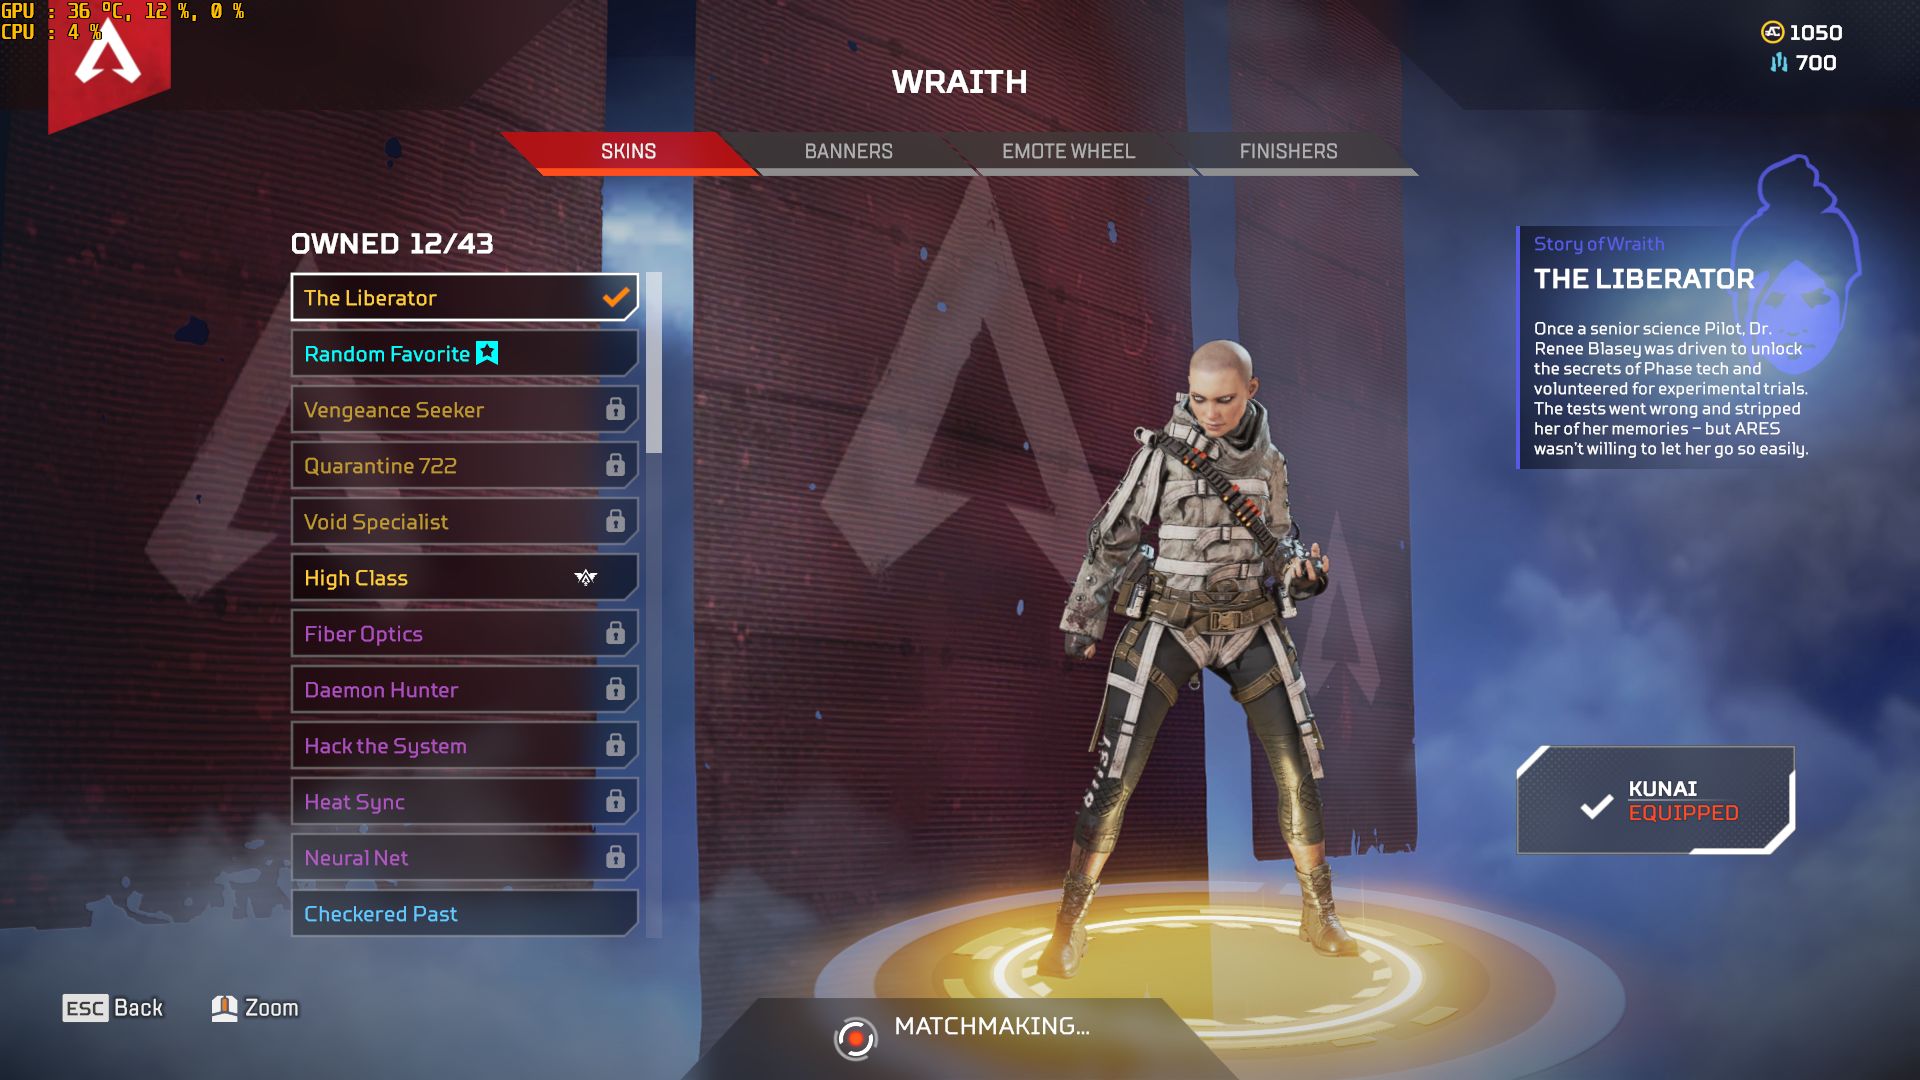 GPU : 36 ºC, 12 %, 0 %
CPU : 4 %
1050
700
WRAITH
SKINS
BANNERS
EMOTE WHEEL
FINISHERS
OWNED 12/43
The Liberator
Random Favorite
Vengeance Seeker
Quarantine 722
Void Specialist
High Class
Fiber Optics
Daemon Hunter
Hack the System
Heat Sync
Neural Net
Checkered Past
Story of Wraith
THE LIBERATOR
Once a senior science Pilot, Dr.
Renee Blasey was driven to unlock
the secrets of Phase tech and
volunteered for experimental trials.
The tests went wrong and stripped
her of her memories – but ARES
wasn't willing to let her go so easily.
KUNAI
EQUIPPED
ESC Back
Zoom
MATCHMAKING...